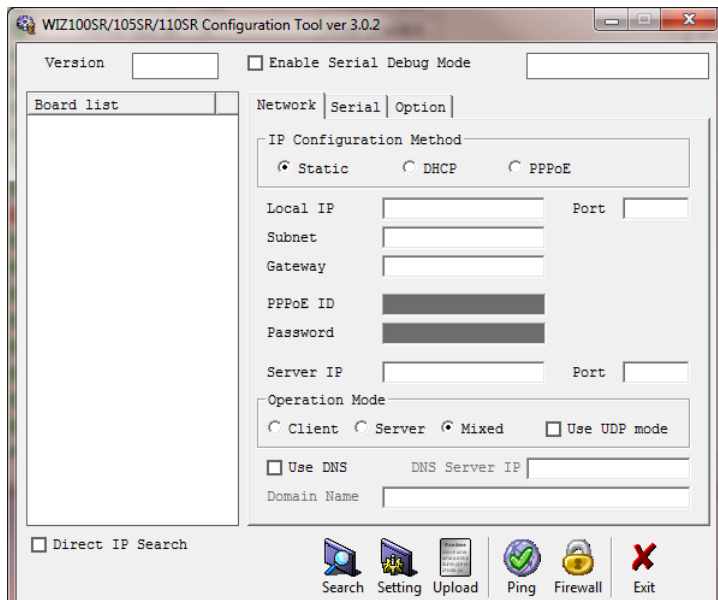 WIZ100SR/105SR/110SR Configuration Tool ver 3.0.2
Version
Enable Serial Debug Mode
Board list
Network
Serial
Option
IP Configuration Method
Static
DHCP
PPPoE
Local IP
Port
Subnet
Gateway
PPPoE ID
Password
Server IP
Port
Operation Mode
Client
Server
Mixed
Use UDP mode
Use DNS
DNS Server IP
Domain Name
Direct IP Search
Search
Setting
Upload
Ping
Firewall
Exit